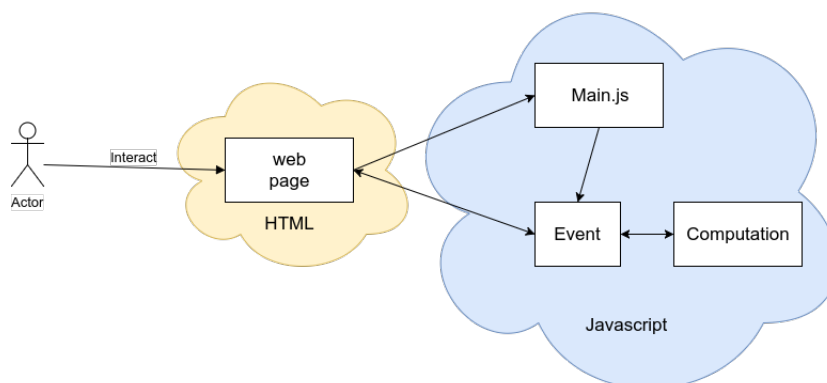 Main.js
Interact
web
page
Actor
HTML
Event
Computation
Javascript